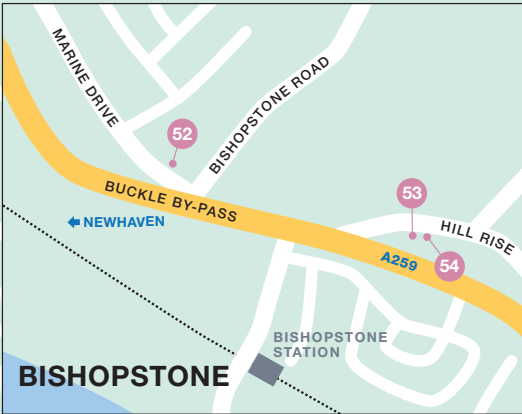 MARINE DRIVE
BISHOPSTONE ROAD
52
BUCKLE BY-PASS
53
NEWHAVEN
HILL RISE
A259
54
BISHOPSTONE
STATION
BISHOPSTONE